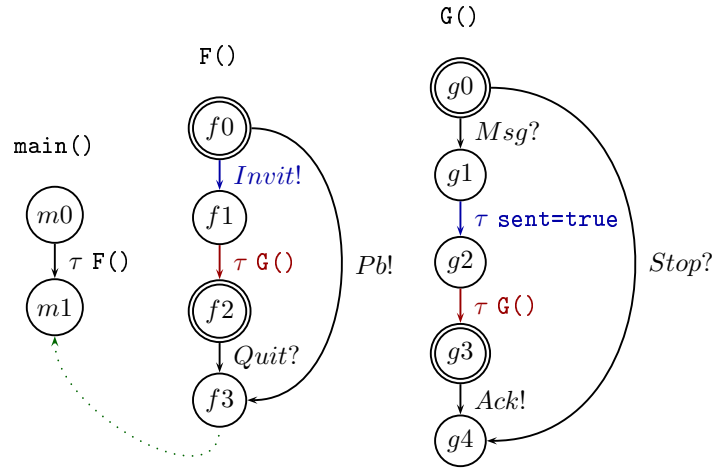 main()
m0
τ F()
m1
F()
f0
Invit!
f1
τ G()
f2
Quit?
f3
Pb!
G()
g0
Msg?
g1
τ sent=true
g2
τ G()
g3
Ack!
g4
Stop?